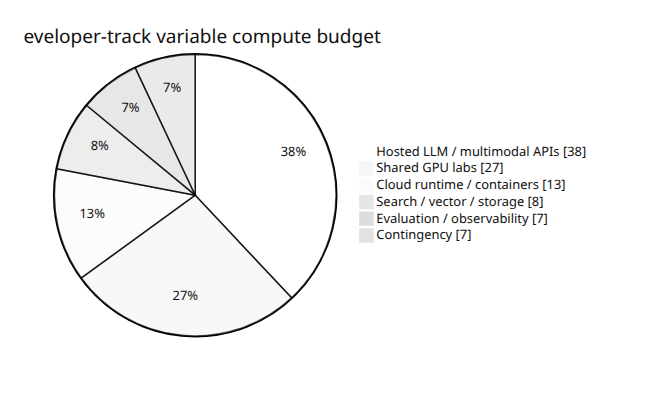 eveloper-track variable compute budget
7%
7%
8%
38%
13%
27%
Hosted LLM / multimodal APIs [38]
Shared GPU labs [27]
Cloud runtime / containers [13]
Search / vector / storage [8]
Evaluation / observability [7]
Contingency [7]